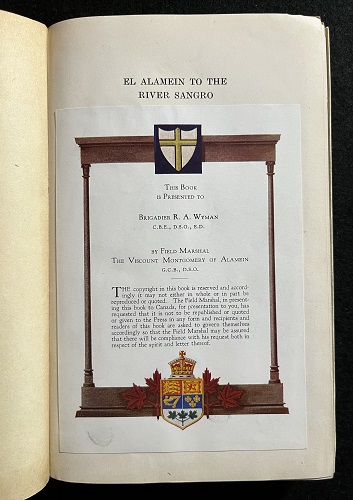 EL ALAMEIN TO THE
RIVER SANGRO
THIS BOOK
IS PRESENTED TO
BRIGADIER R. A. WYMAN
C.B.E., D.S.O., E.D.
BY FIELD MARSHAL
THE VISCOUNT MONTGOMERY OF ALAMEIN
G.C.B., D.S.O.
THE copyright in this book is reserved and accord-
ingly it may not either in whole or in part be
reproduced or quoted. The Field Marshal, in present-
ing this book to Canada, for presentation to you, has
requested that it is not to be republished or quoted
or given to the Press in any form and recipients and
readers of this book are asked to govern themselves
accordingly so that the Field Marshal may be assured
that there will be compliance with his request both in
respect of the spirit and letter thereof.